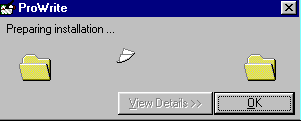 ProWrite
Preparing installation ...
View Details >>
OK